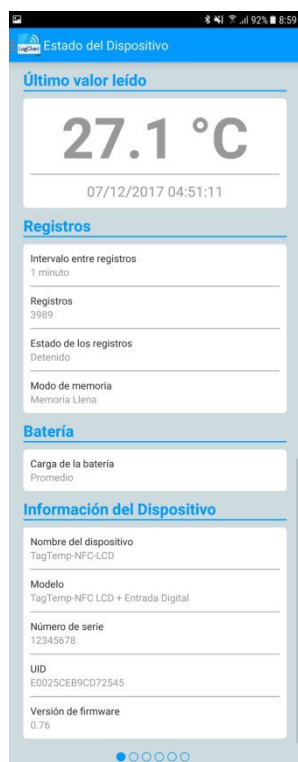 92% 8:59
LogChart
Estado del Dispositivo
Último valor leído
27.1 °C
07/12/2017 04:51:11
Registros
Intervalo entre registros
1 minuto
Registros
3989
Estado de los registros
Detenido
Modo de memoria
Memoria Llena
Batería
Carga de la batería
Promedio
Información del Dispositivo
Nombre del dispositivo
TagTemp-NFC-LCD
Modelo
TagTemp-NFC LCD + Entrada Digital
Número de serie
12345678
UID
E0025CEB9CD72545
Versión de firmware
0.76